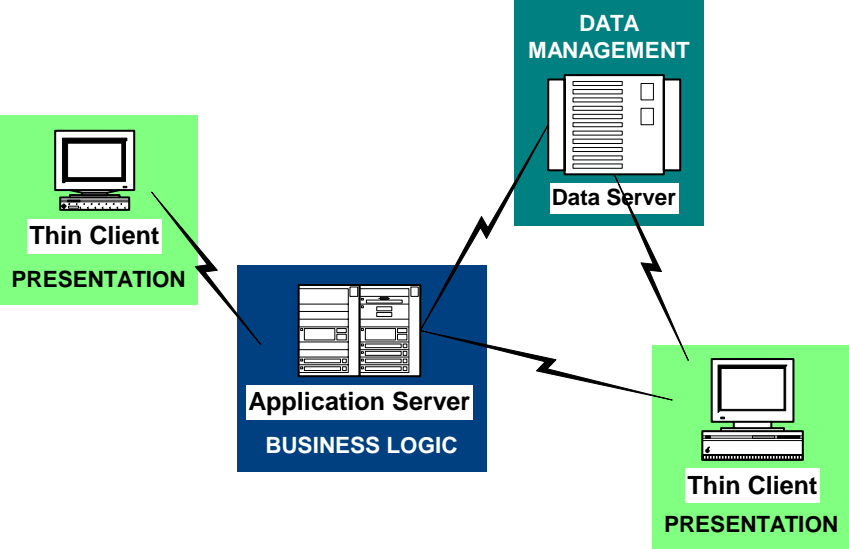 DATA
MANAGEMENT
Data Server
Thin Client
PRESENTATION
Application Server
BUSINESS LOGIC
Thin Client
PRESENTATION